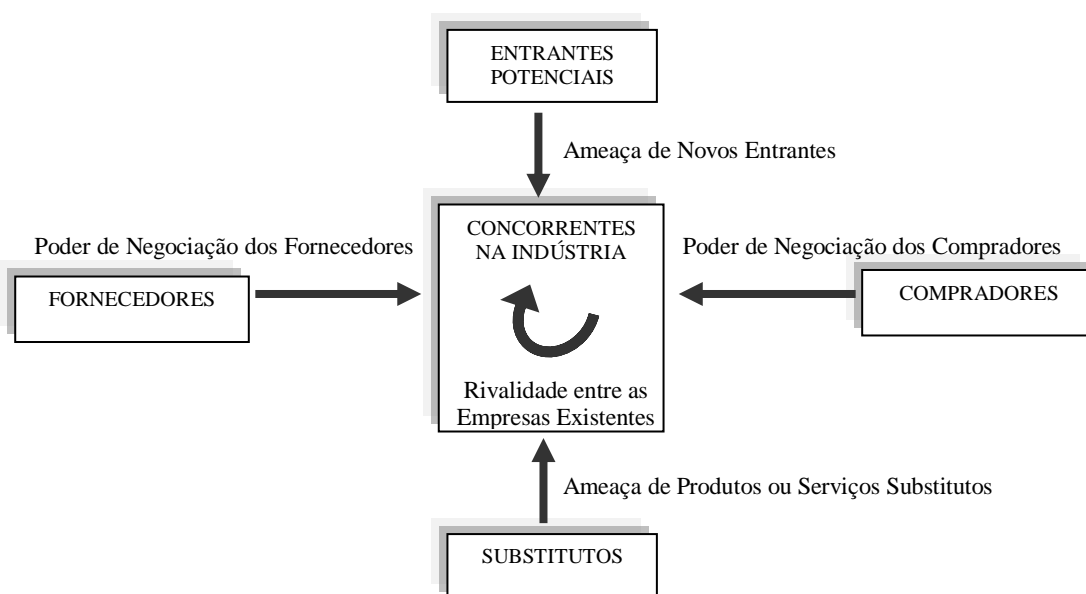 ENTRANTES
POTENCIAIS
Ameaça de Novos Entrantes
Poder de Negociação dos Fornecedores
FORNECEDORES
CONCORRENTES
NA INDÚSTRIA
Rivalidade entre as
Empresas Existentes
Poder de Negociação dos Compradores
COMPRADORES
Ameaça de Produtos ou Serviços Substitutos
SUBSTITUTOS